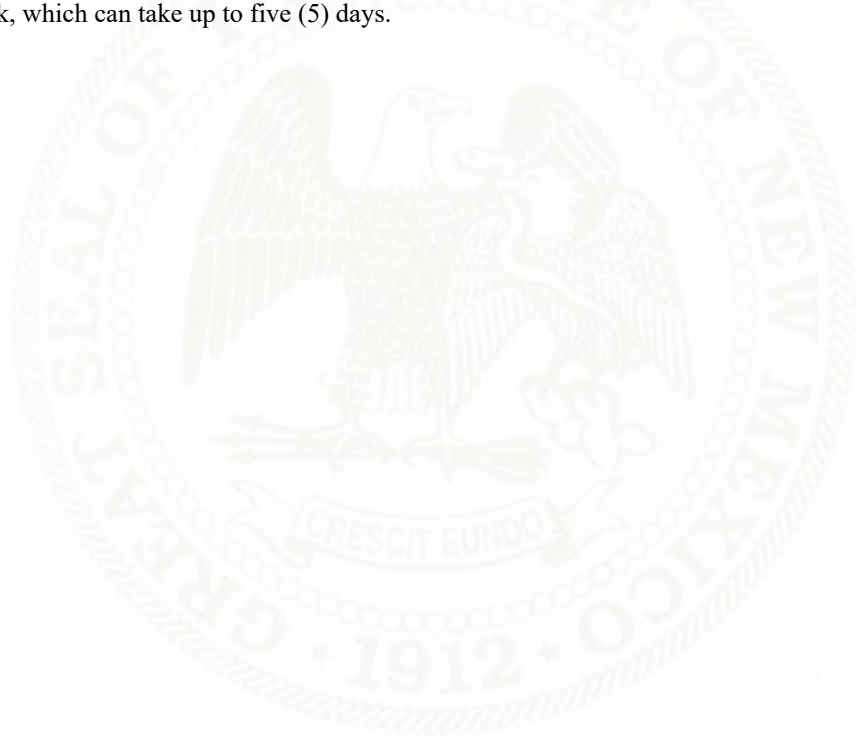 k, which can take up to five (5) days.
GREAT SEAL OF THE STATE OF NEW MEXICO
CRESCIT EUNDO
1912